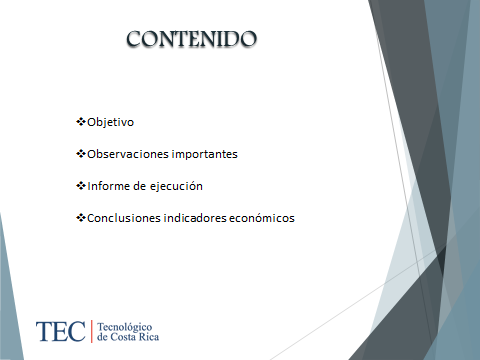 CONTENIDO
❖Objetivo
❖Observaciones importantes
❖Informe de ejecución
❖Conclusiones indicadores económicos
TEC | Tecnológico
de Costa Rica